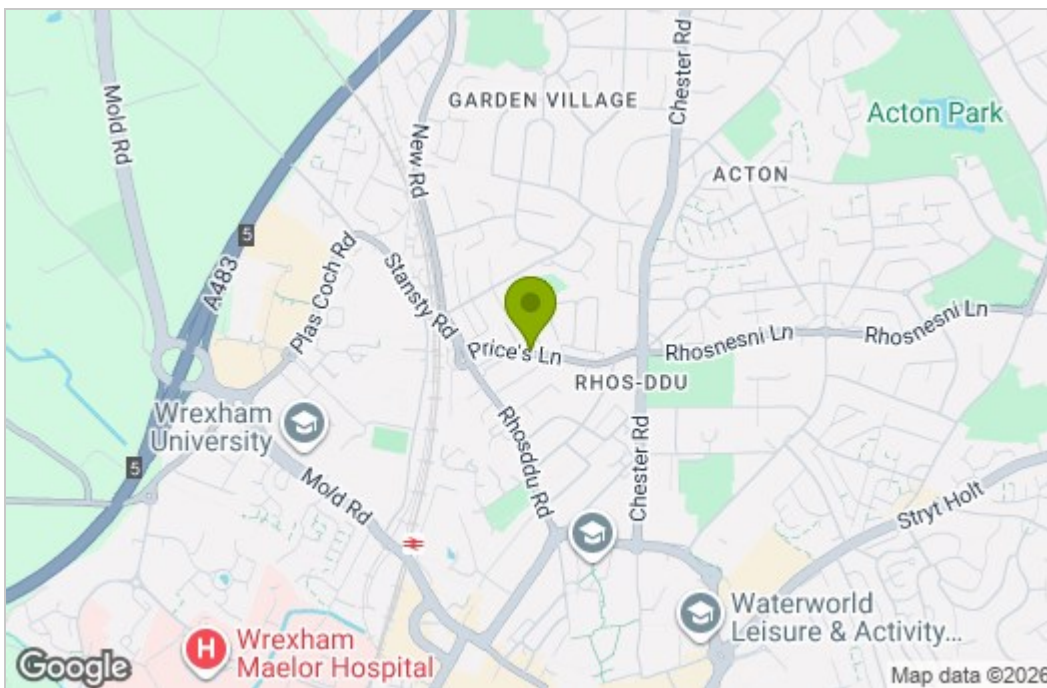 Mold Rd
New Rd
GARDEN VILLAGE
Chester Rd
Acton Park
ACTON
5
A483
Plas Coch Rd
Stansty Rd
Price's Ln
Rhosnesni Ln
Rhosnesni Ln
RHOS-DDU
Wrexham
University
Rhosddu Rd
Chester Rd
5
Mold Rd
Stryt Holt
Waterworld
Leisure & Activity...
H
Wrexham
Maelor Hospital
Google
Map data ©2026